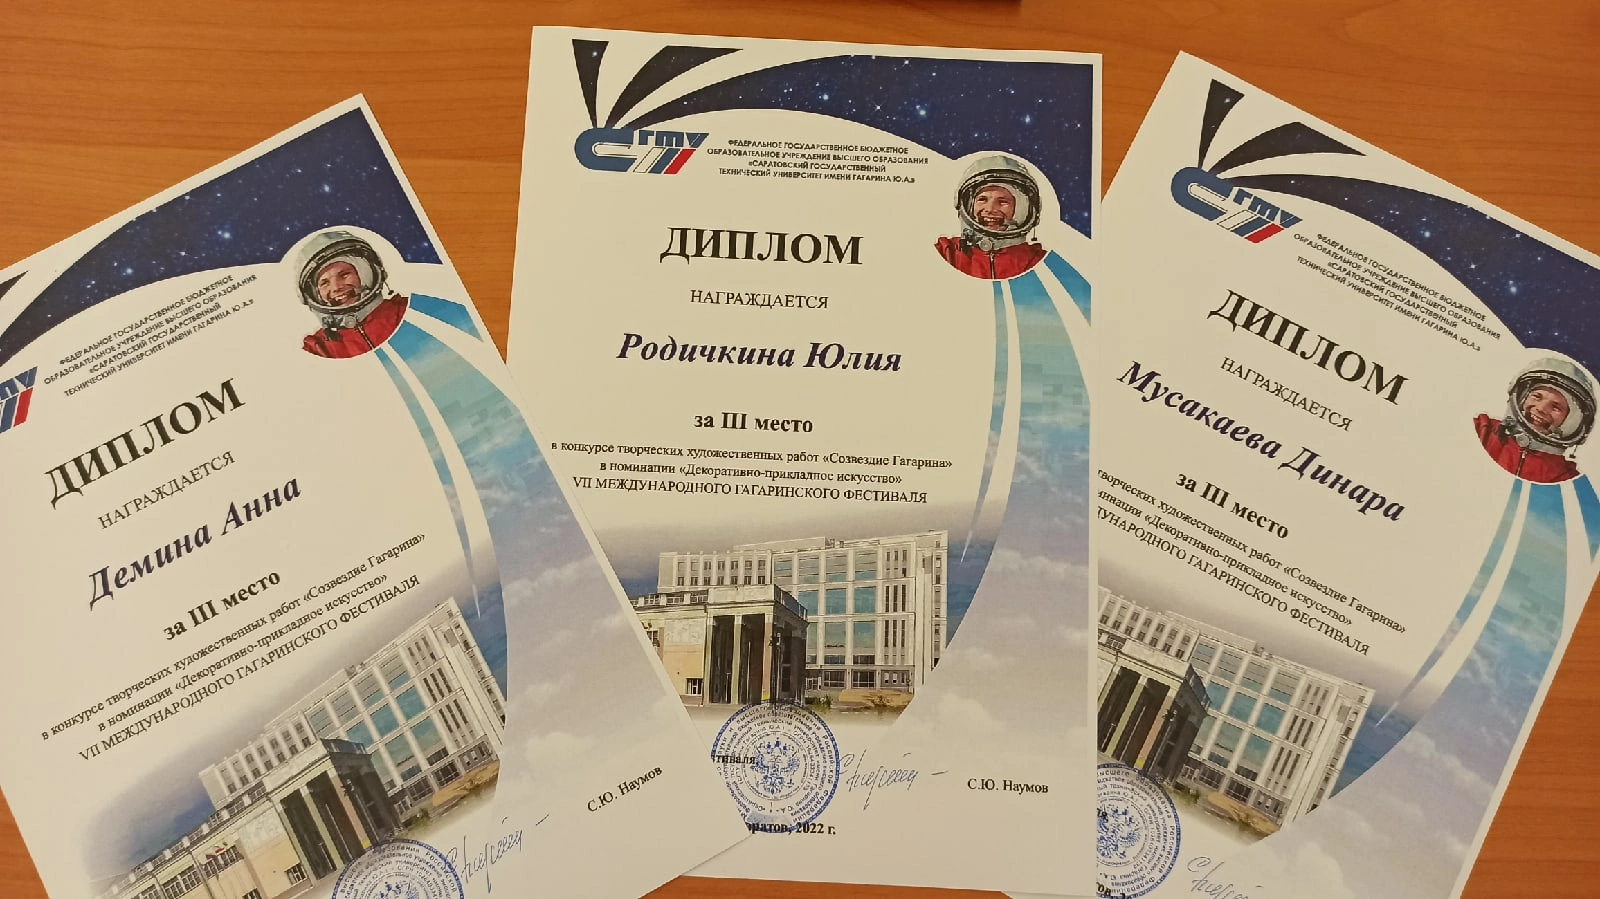 ГТУ
ФЕДЕРАЛЬНОЕ ГОСУДАРСТВЕННОЕ БЮДЖЕТНОЕ
ОБРАЗОВАТЕЛЬНОЕ УЧРЕЖДЕНИЕ ВЫСШЕГО ОБРАЗОВАНИЯ
«САРАТОВСКИЙ ГОСУДАРСТВЕННЫЙ
ТЕХНИЧЕСКИЙ УНИВЕРСИТЕТ ИМЕНИ ГАГАРИНА Ю.А.»
ДИПЛОМ
НАГРАЖДАЕТСЯ
Демина Анна
за III место
в конкурсе творческих художественных работ «Созвездие Гагарина»
в номинации «Декоративно-прикладное искусство»
VII МЕЖДУНАРОДНОГО ГАГАРИНСКОГО ФЕСТИВАЛЯ
С.Ю. Наумов
СГТУ
ФЕДЕРАЛЬНОЕ ГОСУДАРСТВЕННОЕ БЮДЖЕТНОЕ
ОБРАЗОВАТЕЛЬНОЕ УЧРЕЖДЕНИЕ ВЫСШЕГО ОБРАЗОВАНИЯ
«САРАТОВСКИЙ ГОСУДАРСТВЕННЫЙ
ТЕХНИЧЕСКИЙ УНИВЕРСИТЕТ ИМЕНИ ГАГАРИНА Ю.А.»
ДИПЛОМ
НАГРАЖДАЕТСЯ
Родичкина Юлия
за III место
в конкурсе творческих художественных работ «Созвездие Гагарина»
в номинации «Декоративно-прикладное искусство»
VII МЕЖДУНАРОДНОГО ГАГАРИНСКОГО ФЕСТИВАЛЯ
стиваля,
С.Ю. Наумов
ратов, 2022 г.
СГТУ
ФЕДЕРАЛЬНОЕ ГОСУДАРСТВЕННОЕ БЮДЖЕТНОЕ
ОБРАЗОВАТЕЛЬНОЕ УЧРЕЖДЕНИЕ ВЫСШЕГО ОБРАЗОВАНИЯ
«САРАТОВСКИЙ ГОСУДАРСТВЕННЫЙ
ТЕХНИЧЕСКИЙ УНИВЕРСИТЕТ ИМЕНИ ГАГАРИНА Ю.А.»
ДИПЛОМ
НАГРАЖДАЕТСЯ
Мусакаева Динара
за III место
творческих художественных работ «Созвездие Гагарина»
минации «Декоративно-прикладное искусство»
ДУНАРОДНОГО ГАГАРИНСКОГО ФЕСТИВАЛЯ